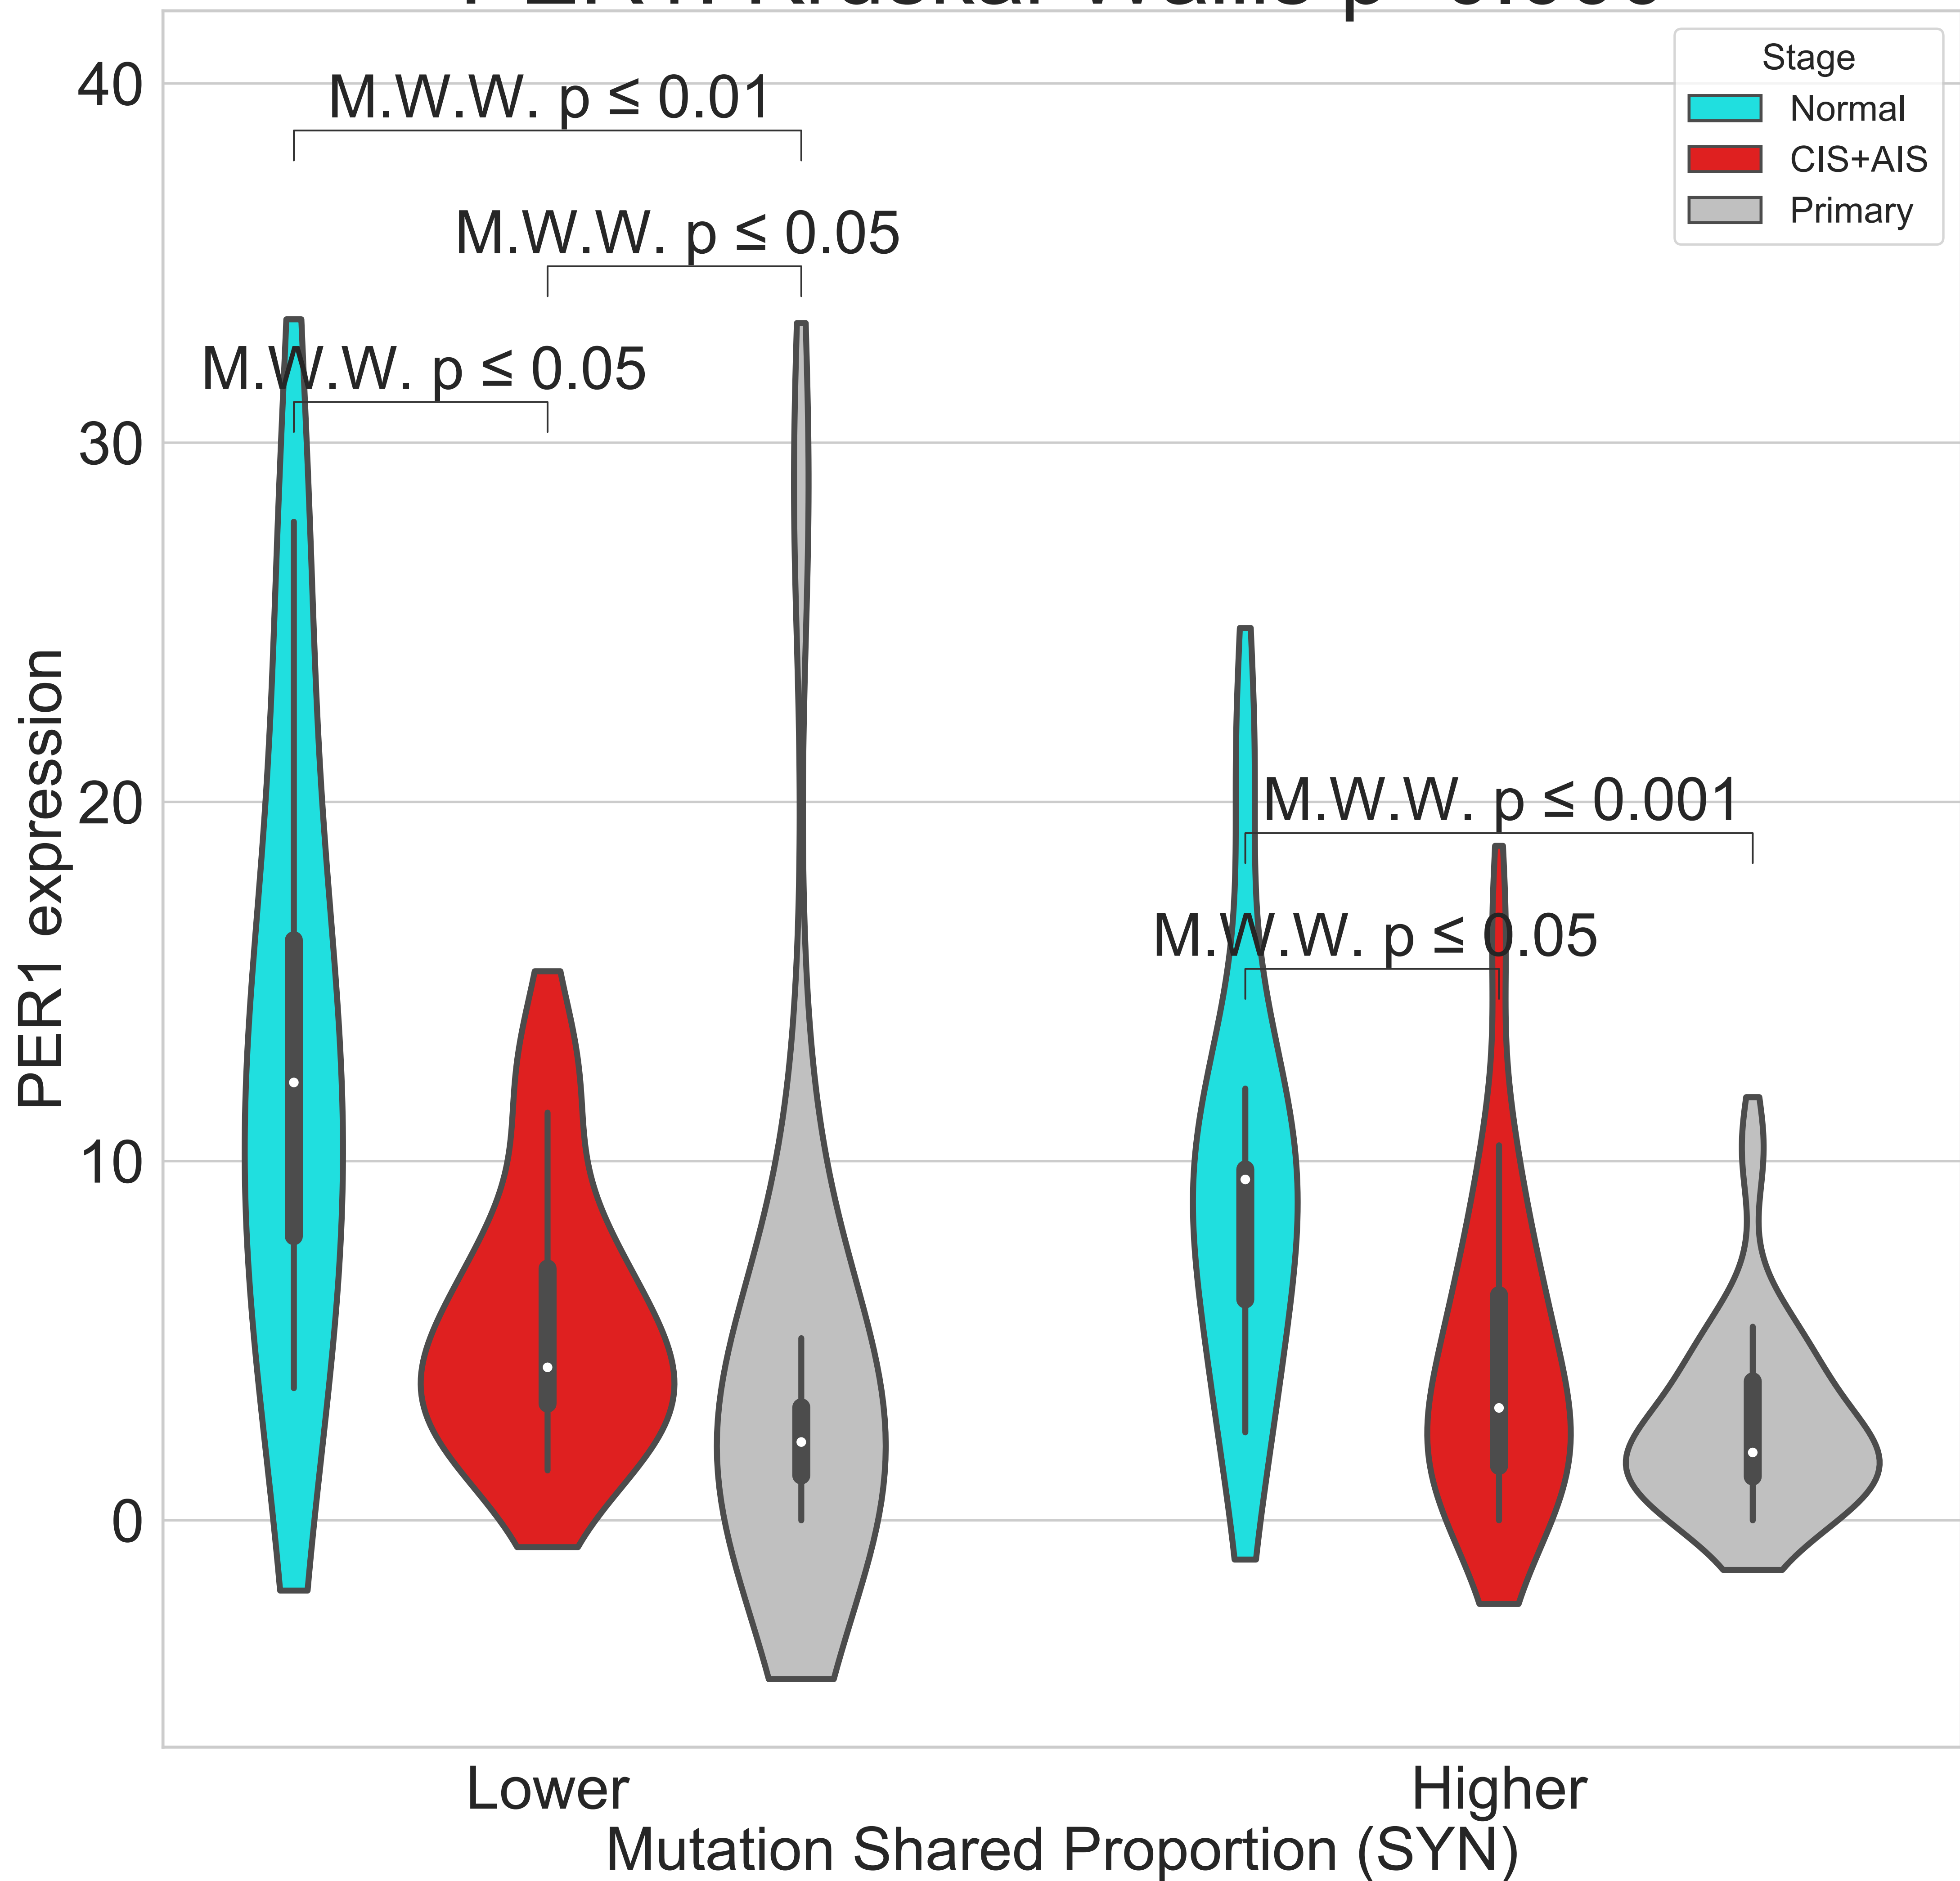 40
30
20
10
0
PER1 expression
M.W.W. p ≤ 0.01
M.W.W. p ≤ 0.05
M.W.W. p ≤ 0.05
M.W.W. p ≤ 0.001
M.W.W. p ≤ 0.05
Stage
Normal
CIS+AIS
Primary
Lower
Higher
Mutation Shared Proportion (SYN)